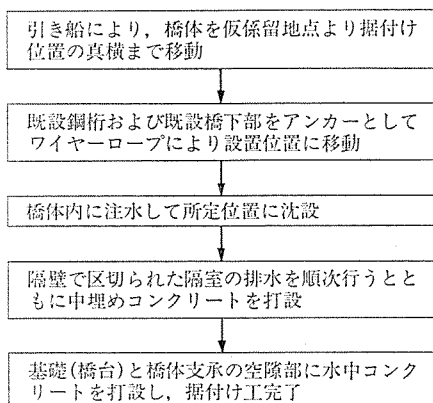 引き船により，橋体を仮係留地点より据付け
位置の真横まで移動
既設鋼桁および既設橋下部をアンカーとして
ワイヤーロープにより設置位置に移動
橋体内に注水して所定位置に沈設
隔壁で区切られた隔室の排水を順次行うとと
もに中埋めコンクリートを打設
基礎(橋台)と橋体支承の空隙部に水中コンク
リートを打設し，据付け工完了